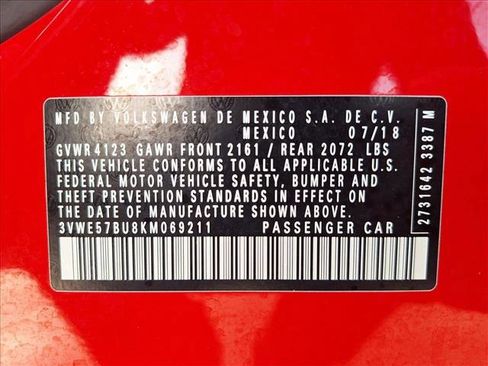 MFD BY VOLKSWAGEN DE MEXICO S.A. DE C.V.
MEXICO 07/18
GVWR 4123 GAWR FRONT 2161 / REAR 2072 LBS
THIS VEHICLE CONFORMS TO ALL APPLICABLE U.S.
FEDERAL MOTOR VEHICLE SAFETY, BUMPER AND
THEFT PREVENTION STANDARDS IN EFFECT ON
THE DATE OF MANUFACTURE SHOWN ABOVE.
3VWE57BU8KM069211 PASSENGER CAR
2731642 3387 M